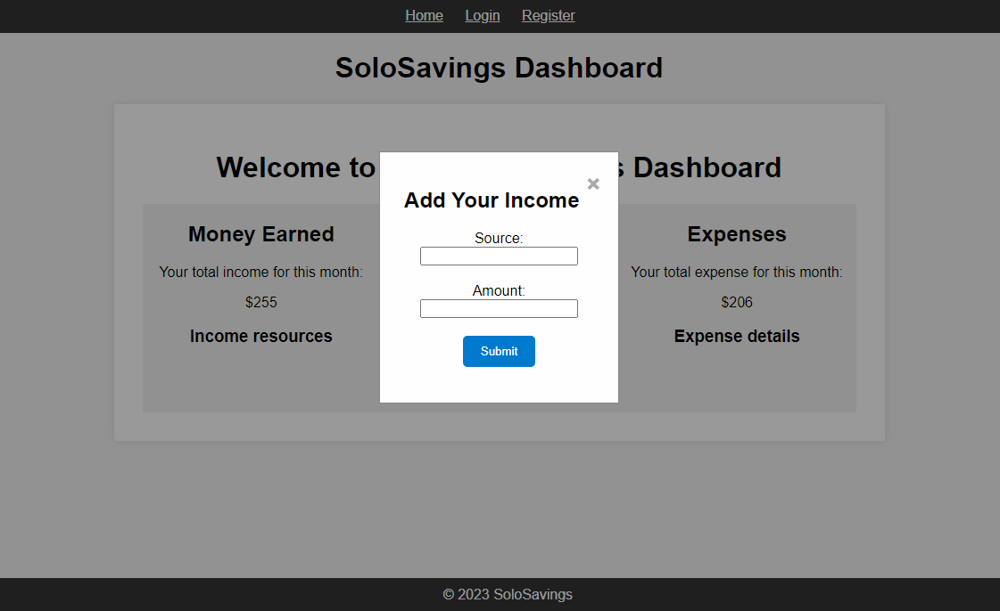 Home Login Register
SoloSavings Dashboard
Welcome to s Dashboard
Add Your Income ×
Source:
Amount:
Submit
Money Earned
Your total income for this month:
$255
Income resources
Expenses
Your total expense for this month:
$206
Expense details
© 2023 SoloSavings